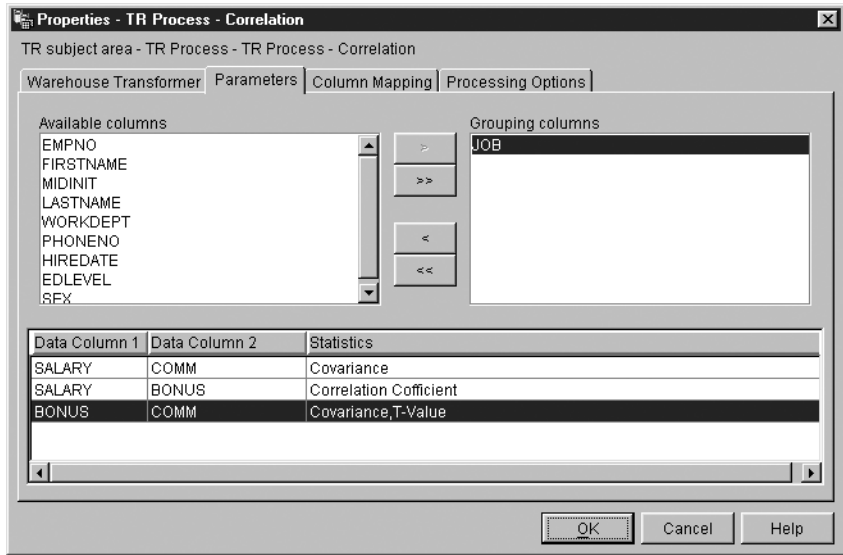 Properties - TR Process - Correlation
TR subject area - TR Process - TR Process - Correlation
Warehouse Transformer Parameters Column Mapping Processing Options
Available columns
EMPNO
FIRSTNAME
MIDINIT
LASTNAME
WORKDEPT
PHONENO
HIREDATE
EDLEVEL
SEX
>
>>
<
<<
Grouping columns
JOB
Data Column 1 Data Column 2 Statistics
SALARY COMM Covariance
SALARY BONUS Correlation Cofficient
BONUS COMM Covariance,T-Value
OK Cancel Help